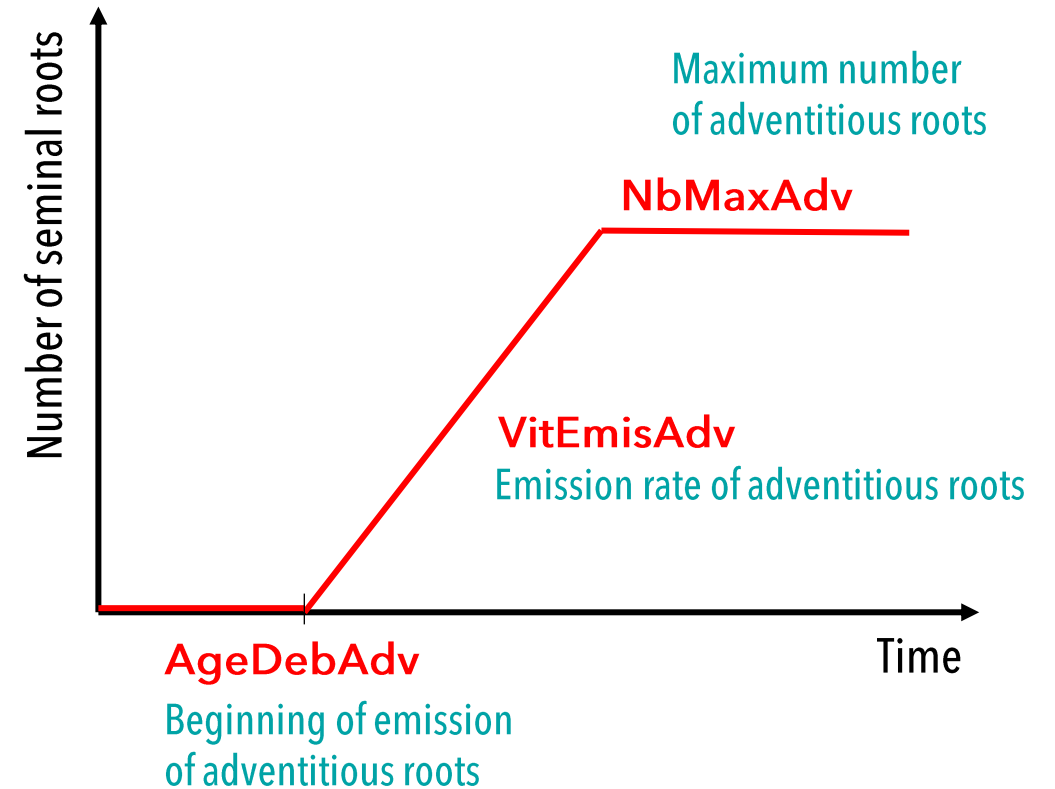 Number of seminal roots
Maximum number
of adventitious roots
NbMaxAdv
VitEmisAdv
Emission rate of adventitious roots
Time
AgeDebAdv
Beginning of emission
of adventitious roots